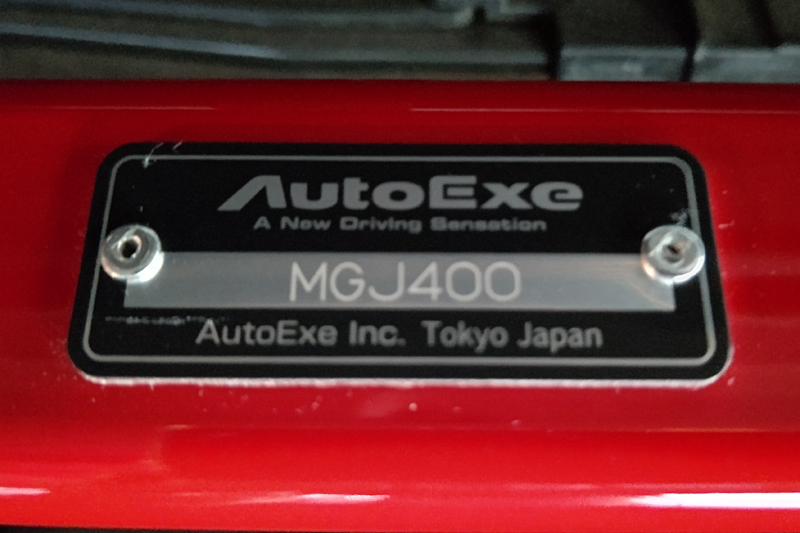 AutoExe
A New Driving Sensation
MGJ400
AutoExe Inc. Tokyo Japan